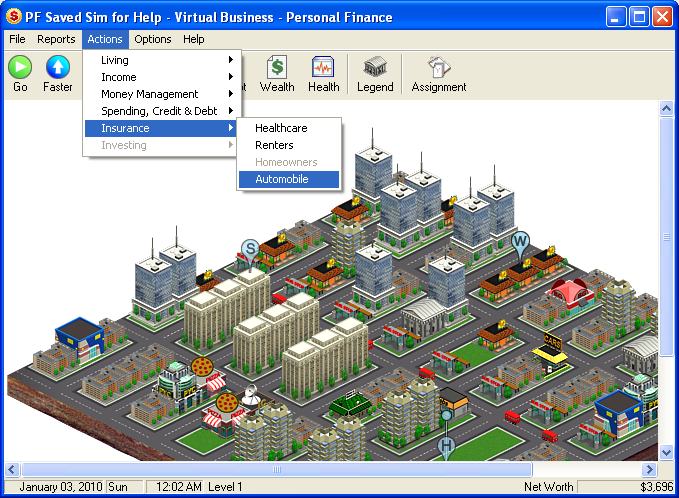 PF Saved Sim for Help - Virtual Business - Personal Finance
File Reports Actions Options Help
Go Faster Wealth Health Legend Assignment
Living
Income
Money Management
Spending, Credit & Debt
Insurance
Investing
Healthcare
Renters
Homeowners
Automobile
S
W
CARS
H
January 03, 2010 Sun 12:02 AM Level 1 Net Worth $3,696